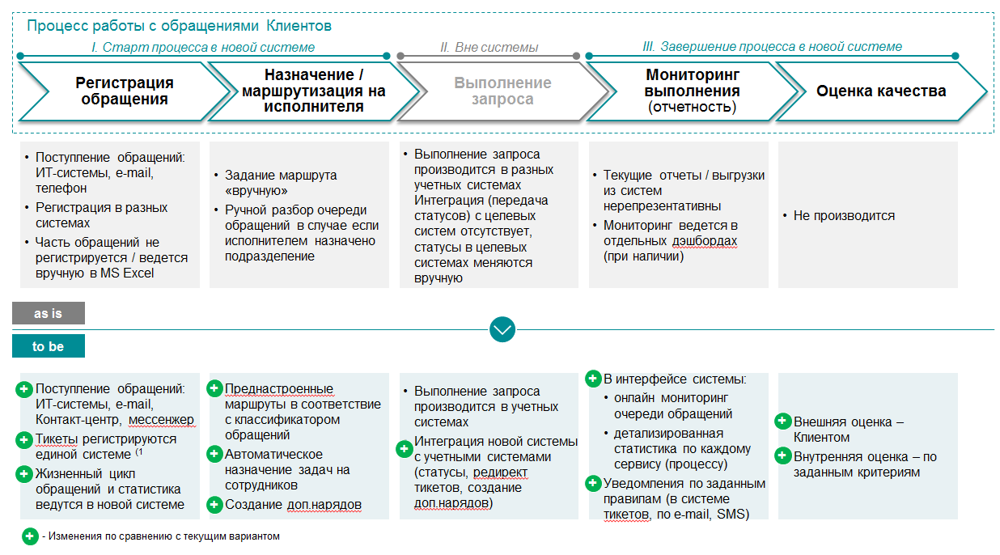 Процесс работы с обращениями Клиентов
I. Старт процесса в новой системе
II. Вне системы
III. Завершение процесса в новой системе
Регистрация
обращения
Назначение /
маршрутизация на
исполнителя
Выполнение
запроса
Мониторинг
выполнения
(отчетность)
Оценка качества
• Поступление обращений:
ИТ-системы, e-mail,
телефон
• Регистрация в разных
системах
• Часть обращений не
регистрируется / ведется
вручную в MS Excel
• Задание маршрута
«вручную»
• Ручной разбор очереди
обращений в случае если
исполнителем назначено
подразделение
• Выполнение запроса
производится в разных
учетных системах
Интеграция (передача
статусов) с целевых
систем отсутствует,
статусы в целевых
системах меняются
вручную
• Текущие отчеты / выгрузки
из систем
нерепрезентативны
• Мониторинг ведется в
отдельных дэшбордах
(при наличии)
• Не производится
as is
to be
Поступление обращений:
ИТ-системы, e-mail,
Контакт-центр, мессенжер
Тикеты регистрируются
единой системе (1
Жизненный цикл
обращений и статистика
ведутся в новой системе
Преднастроенные
маршруты в соответствие
с классификатором
обращений
Автоматическое
назначение задач на
сотрудников
Создание доп.нарядов
• Выполнение запроса
производится в учетных
системах
Интеграция новой системы
с учетными системами
(статусы, редирект
тикетов, создание
доп.нарядов)
В интерфейсе системы:
• онлайн мониторинг
очереди обращений
• детализированная
статистика по каждому
сервису (процессу)
Уведомления по заданным
правилам (в системе
тикетов, по e-mail, SMS)
Внешняя оценка –
Клиентом
Внутренняя оценка – по
заданным критериям
- Изменения по сравнению с текущим вариантом